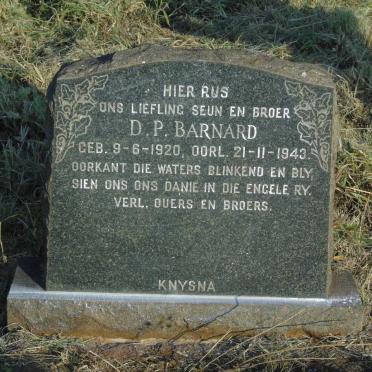 HIER RUS
ONS LIEFLING SEUN EN BROER
D. P. BARNARD
GEB. 9-6-1920, OORL. 21-11-1943.
OORKANT DIE WATERS BLINKEND EN BLY
SIEN ONS ONS DANIE IN DIE ENGELE RY.
VERL. OUERS EN BROERS.
KNYSNA